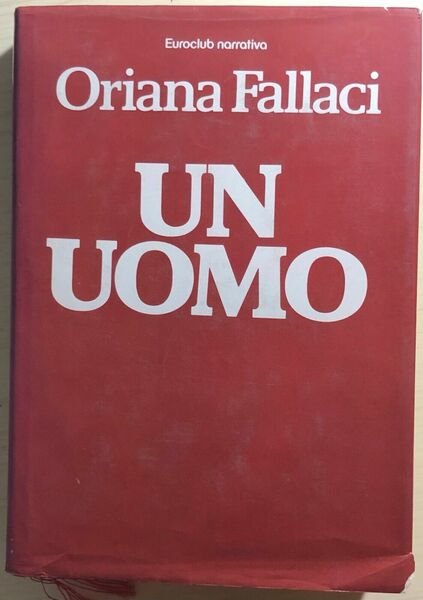 Euroclub narrativa
Oriana Fallaci
UN
UOMO